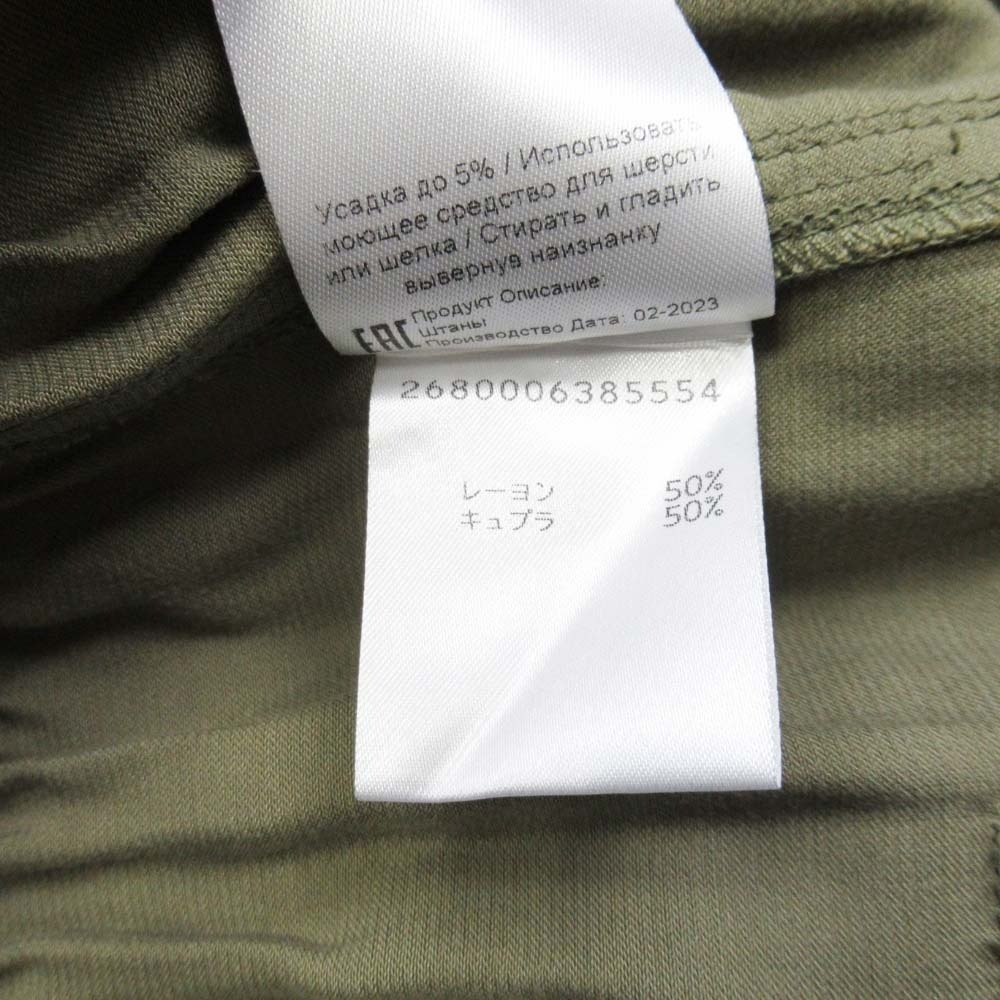 Усадка до 5% / Использовать
моющее средство для шерсти
или шелка / Стирать и гладить
вывернув наизнанку
Продукт Описание:
Штаны
Производство Дата: 02-2023
EAC
2680006385554
レーヨン 50%
キュプラ 50%